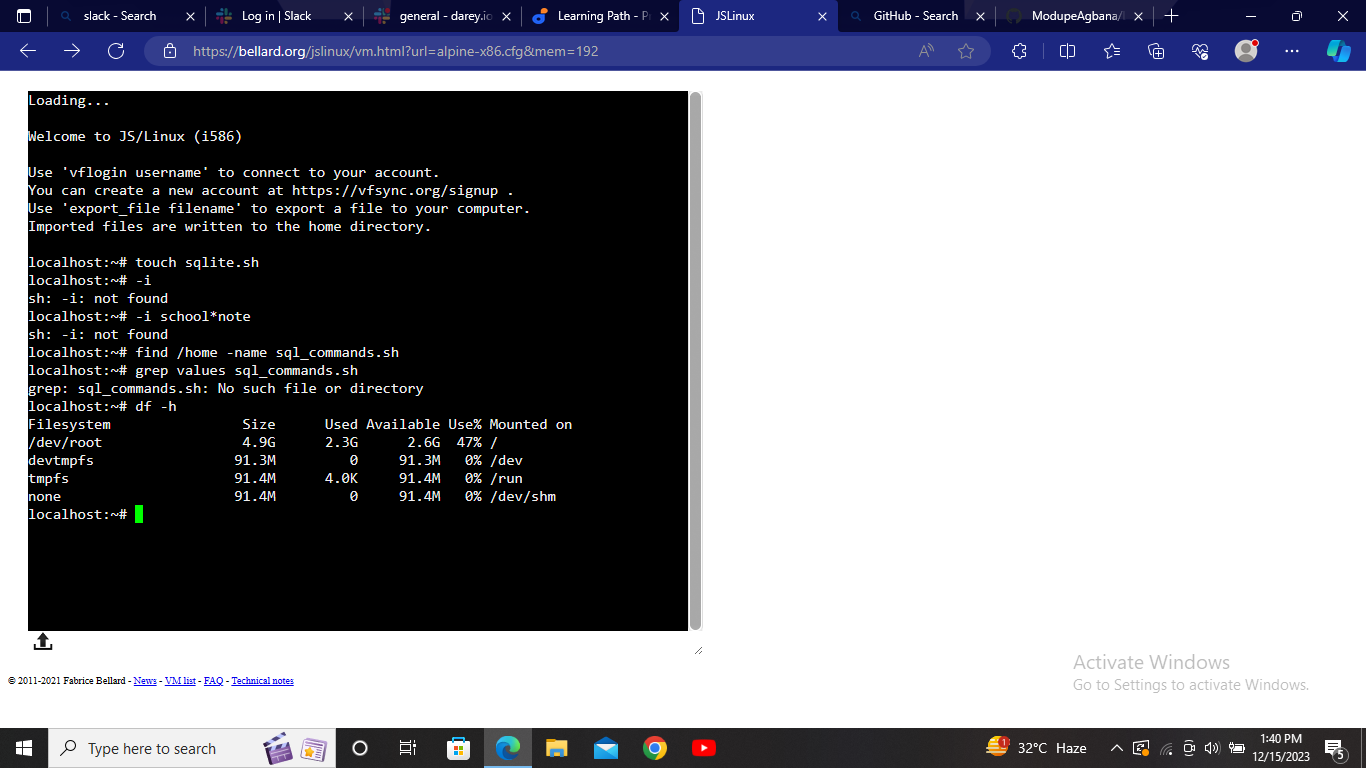 slack - Search
Log in | Slack
general - darey.io
Learning Path - P
JSLinux
GitHub - Search
ModupeAgbana/
https://bellard.org/jslinux/vm.html?url=alpine-x86.cfg&mem=192
Loading...
Welcome to JS/Linux (i586)
Use 'vflogin username' to connect to your account.
You can create a new account at https://vfsync.org/signup .
Use 'export_file filename' to export a file to your computer.
Imported files are written to the home directory.
localhost:~# touch sqlite.sh
localhost:~# -i
sh: -i: not found
localhost:~# -i school*note
sh: -i: not found
localhost:~# find /home -name sql_commands.sh
localhost:~# grep values sql_commands.sh
grep: sql_commands.sh: No such file or directory
localhost:~# df -h
Filesystem Size Used Available Use% Mounted on
/dev/root 4.9G 2.3G 2.6G 47% /
devtmpfs 91.3M 0 91.3M 0% /dev
tmpfs 91.4M 4.0K 91.4M 0% /run
none 91.4M 0 91.4M 0% /dev/shm
localhost:~#
© 2011-2021 Fabrice Bellard - News - VM list - FAQ - Technical notes
Activate Windows
Go to Settings to activate Windows.
Type here to search
1
32°C Haze
1:40 PM
12/15/2023
5